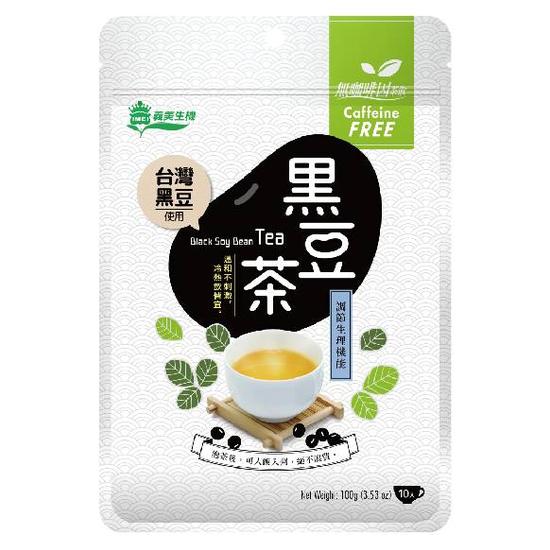 IMEI 義美生機
無咖啡因茶飲
Caffeine
FREE
台灣
黑豆
使用
黑豆茶
Black Soy Bean Tea
溫和不刺激，
冷熱飲皆宜。
調節生理機能
Net Weight: 100g (3.53 oz)
10入